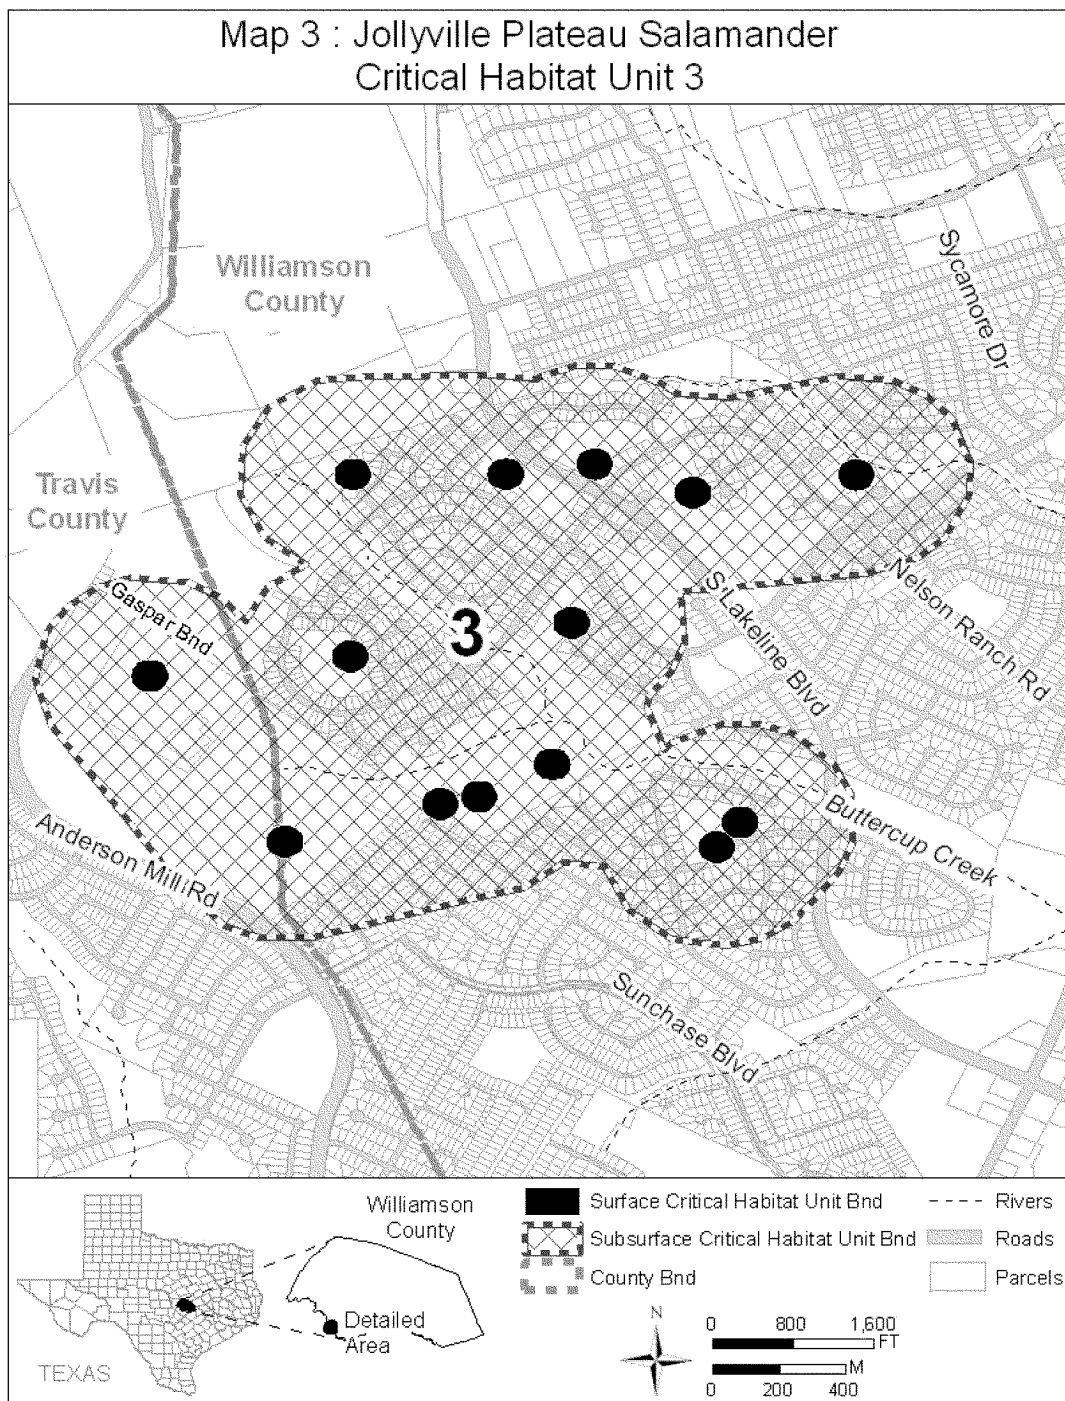 Map 3 : Jollyville Plateau Salamander
Critical Habitat Unit 3
Williamson
County
Sycamore Dr
Travis
County
Gaspar Bnd
3
S Lakeline Blvd
Nelson Ranch Rd
Anderson Mill Rd
Buttercup Creek
Sunchase Blvd
Williamson
County
Detailed
Area
TEXAS
Surface Critical Habitat Unit Bnd
Subsurface Critical Habitat Unit Bnd
County Bnd
Rivers
Roads
Parcels
N
0 800 1,600
FT
M
0 200 400